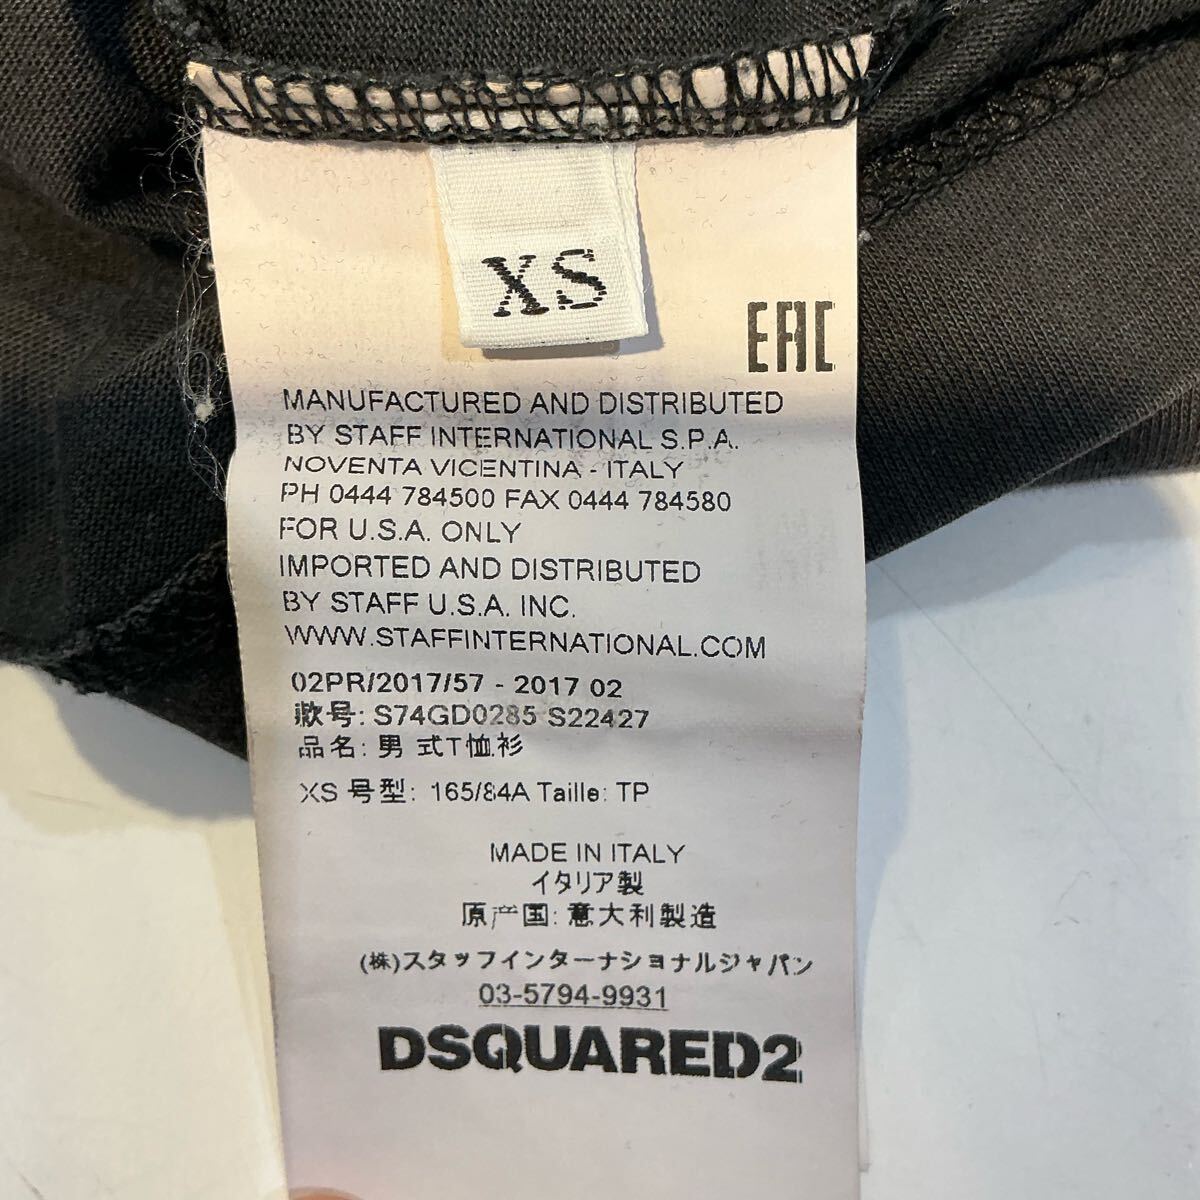 XS
EAC
MANUFACTURED AND DISTRIBUTED
BY STAFF INTERNATIONAL S.P.A.
NOVENTA VICENTINA - ITALY
PH 0444 784500 FAX 0444 784580
FOR U.S.A. ONLY
IMPORTED AND DISTRIBUTED
BY STAFF U.S.A. INC.
WWW.STAFFINTERNATIONAL.COM
02PR/2017/57 - 2017 02
款号: S74GD0285 S22427
品名: 男 式T恤衫
XS 号型: 165/84A Taille: TP
MADE IN ITALY
イタリア製
原产国: 意大利製造
(株)スタッフインターナショナルジャパン
03-5794-9931
DSQUARED2